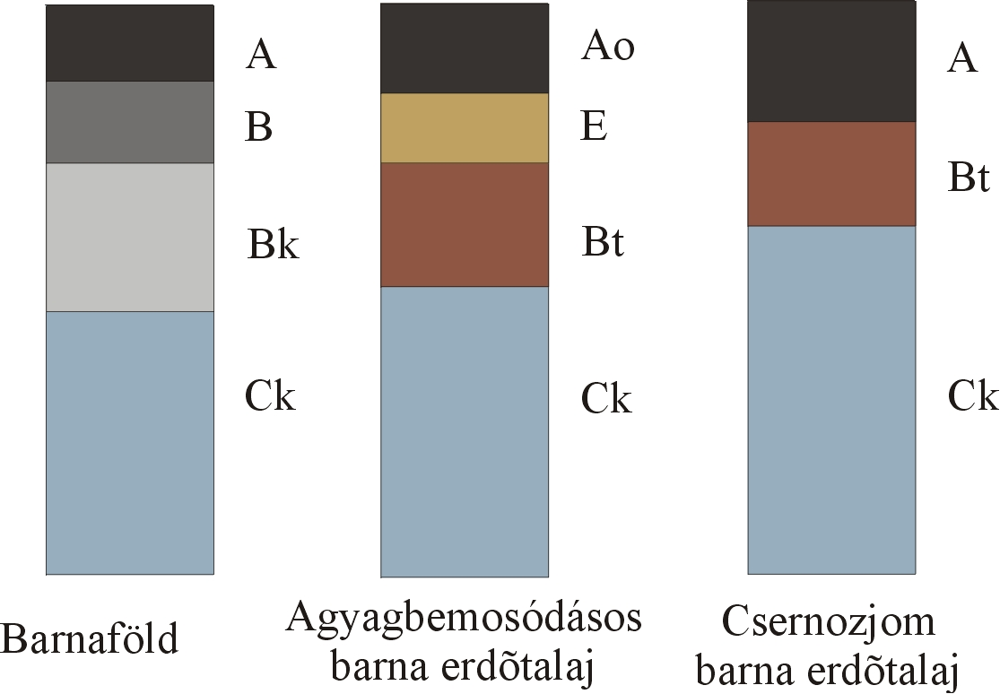 A
B
Bk
Ck
Barnaföld
Ao
E
Bt
Ck
Agyagbemosódásos
barna erdõtalaj
A
Bt
Ck
Csernozjom
barna erdõtalaj